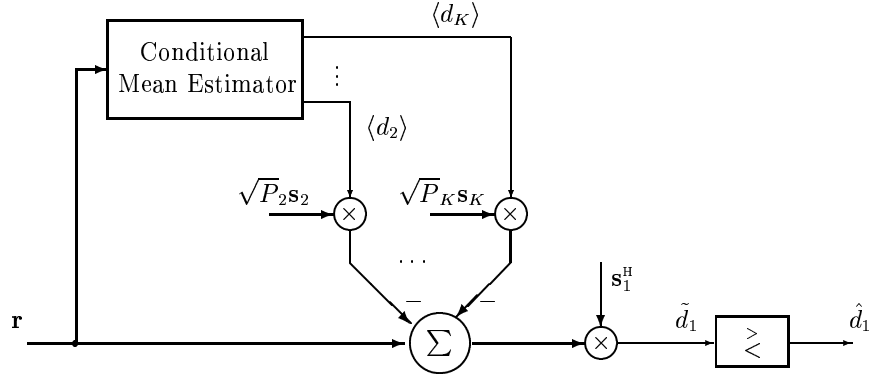 ⟨d_K⟩
Conditional
Mean Estimator
⋮
⟨d_2⟩
√P_2 s_2
×
√P_K s_K
×
⋯
s_1^H
−
−
r
d̃_1
d̂_1
∑
×
>
<